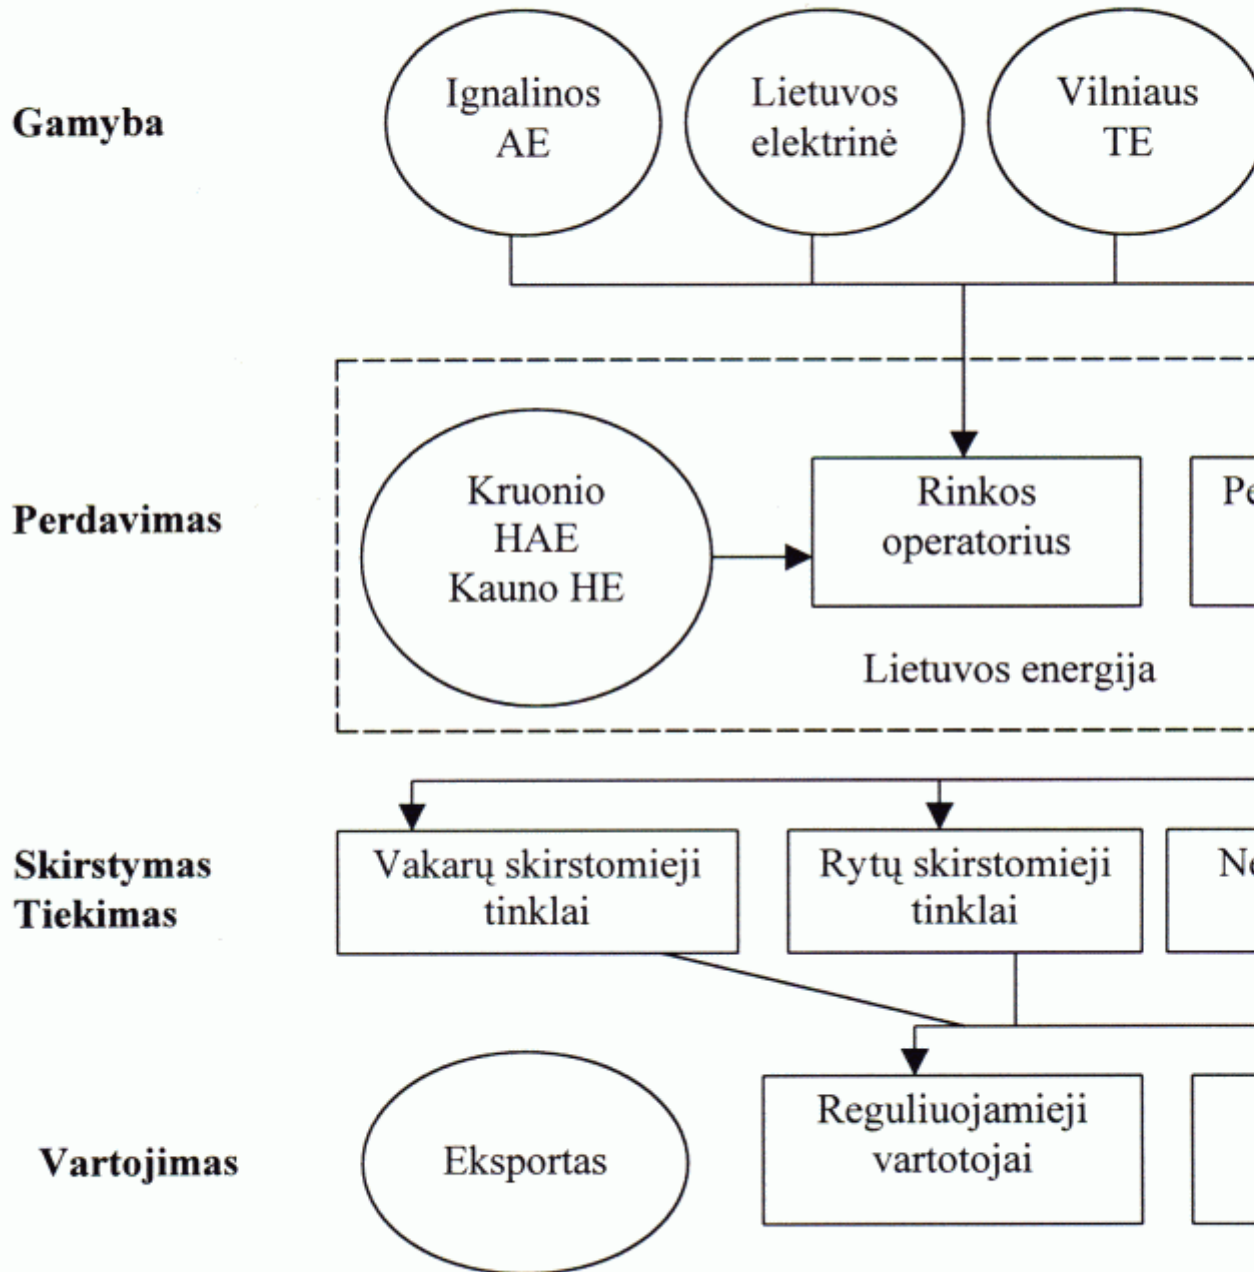 Gamyba
Ignalinos
AE
Lietuvos
elektrinė
Vilniaus
TE
Perdavimas
Kruonio
HAE
Kauno HE
Rinkos
operatorius
Lietuvos energija
Skirstymas
Tiekimas
Vakarų skirstomieji
tinklai
Rytų skirstomieji
tinklai
Vartojimas
Eksportas
Reguliuojamieji
vartotojai